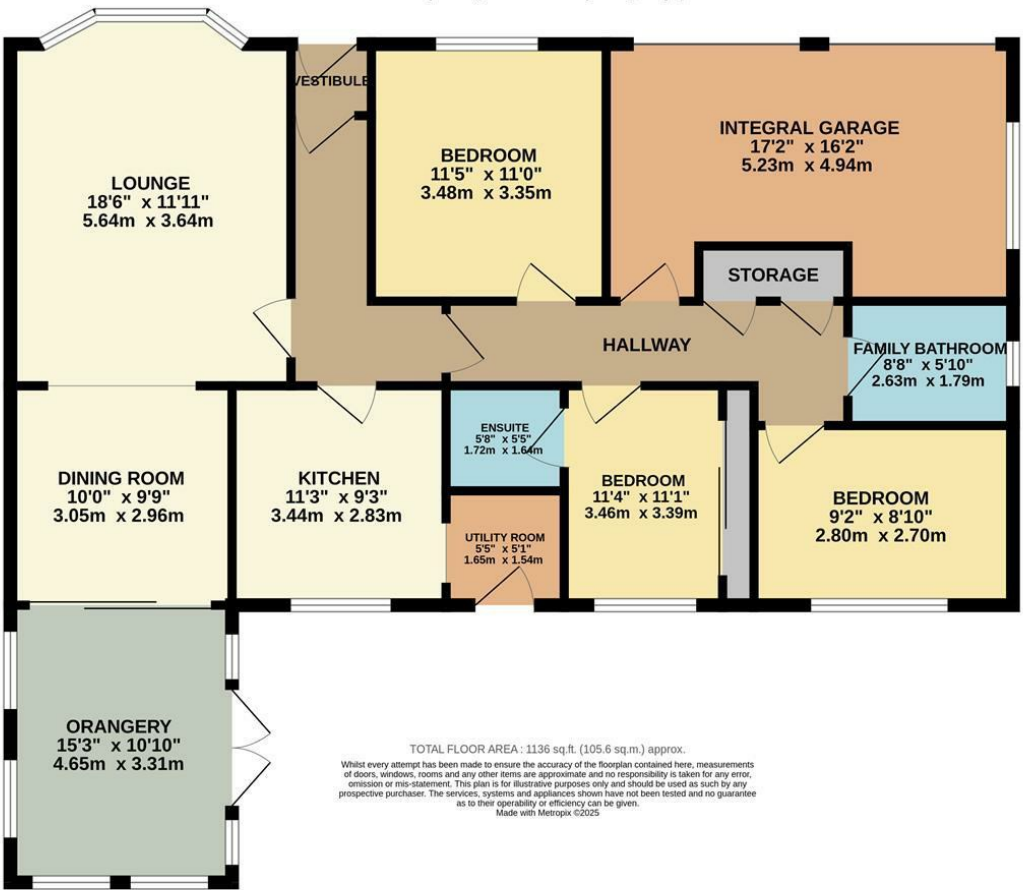 VESTIBULE
LOUNGE
18'6" x 11'11"
5.64m x 3.64m
BEDROOM
11'5" x 11'0"
3.48m x 3.35m
INTEGRAL GARAGE
17'2" x 16'2"
5.23m x 4.94m
STORAGE
HALLWAY
FAMILY BATHROOM
8'8" x 5'10"
2.63m x 1.79m
DINING ROOM
10'0" x 9'9"
3.05m x 2.96m
KITCHEN
11'3" x 9'3"
3.44m x 2.83m
ENSUITE
5'8" x 5'5"
1.72m x 1.64m
UTILITY ROOM
5'5" x 5'1"
1.65m x 1.54m
BEDROOM
11'4" x 11'1"
3.46m x 3.39m
BEDROOM
9'2" x 8'10"
2.80m x 2.70m
ORANGERY
15'3" x 10'10"
4.65m x 3.31m
TOTAL FLOOR AREA : 1136 sq.ft. (105.6 sq.m.) approx.
Whilst every attempt has been made to ensure the accuracy of the floorplan contained here, measurements
of doors, windows, rooms and any other items are approximate and no responsibility is taken for any error,
omission or mis-statement. This plan is for illustrative purposes only and should be used as such by any
prospective purchaser. The services, systems and appliances shown have not been tested and no guarantee
as to their operability or efficiency can be given.
Made with Metropix ©2025